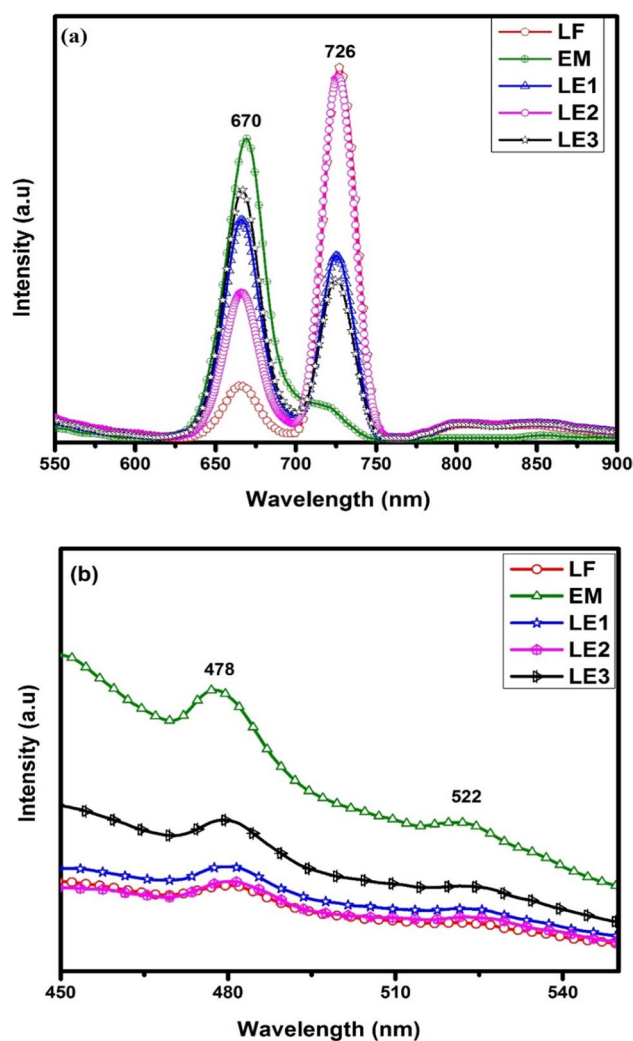 (a)
726
670
LF
EM
LE1
LE2
LE3
Intensity (a.u)
550 600 650 700 750 800 850 900
Wavelength (nm)
(b)
478
522
LF
EM
LE1
LE2
LE3
Intensity (a.u)
450 480 510 540
Wavelength (nm)